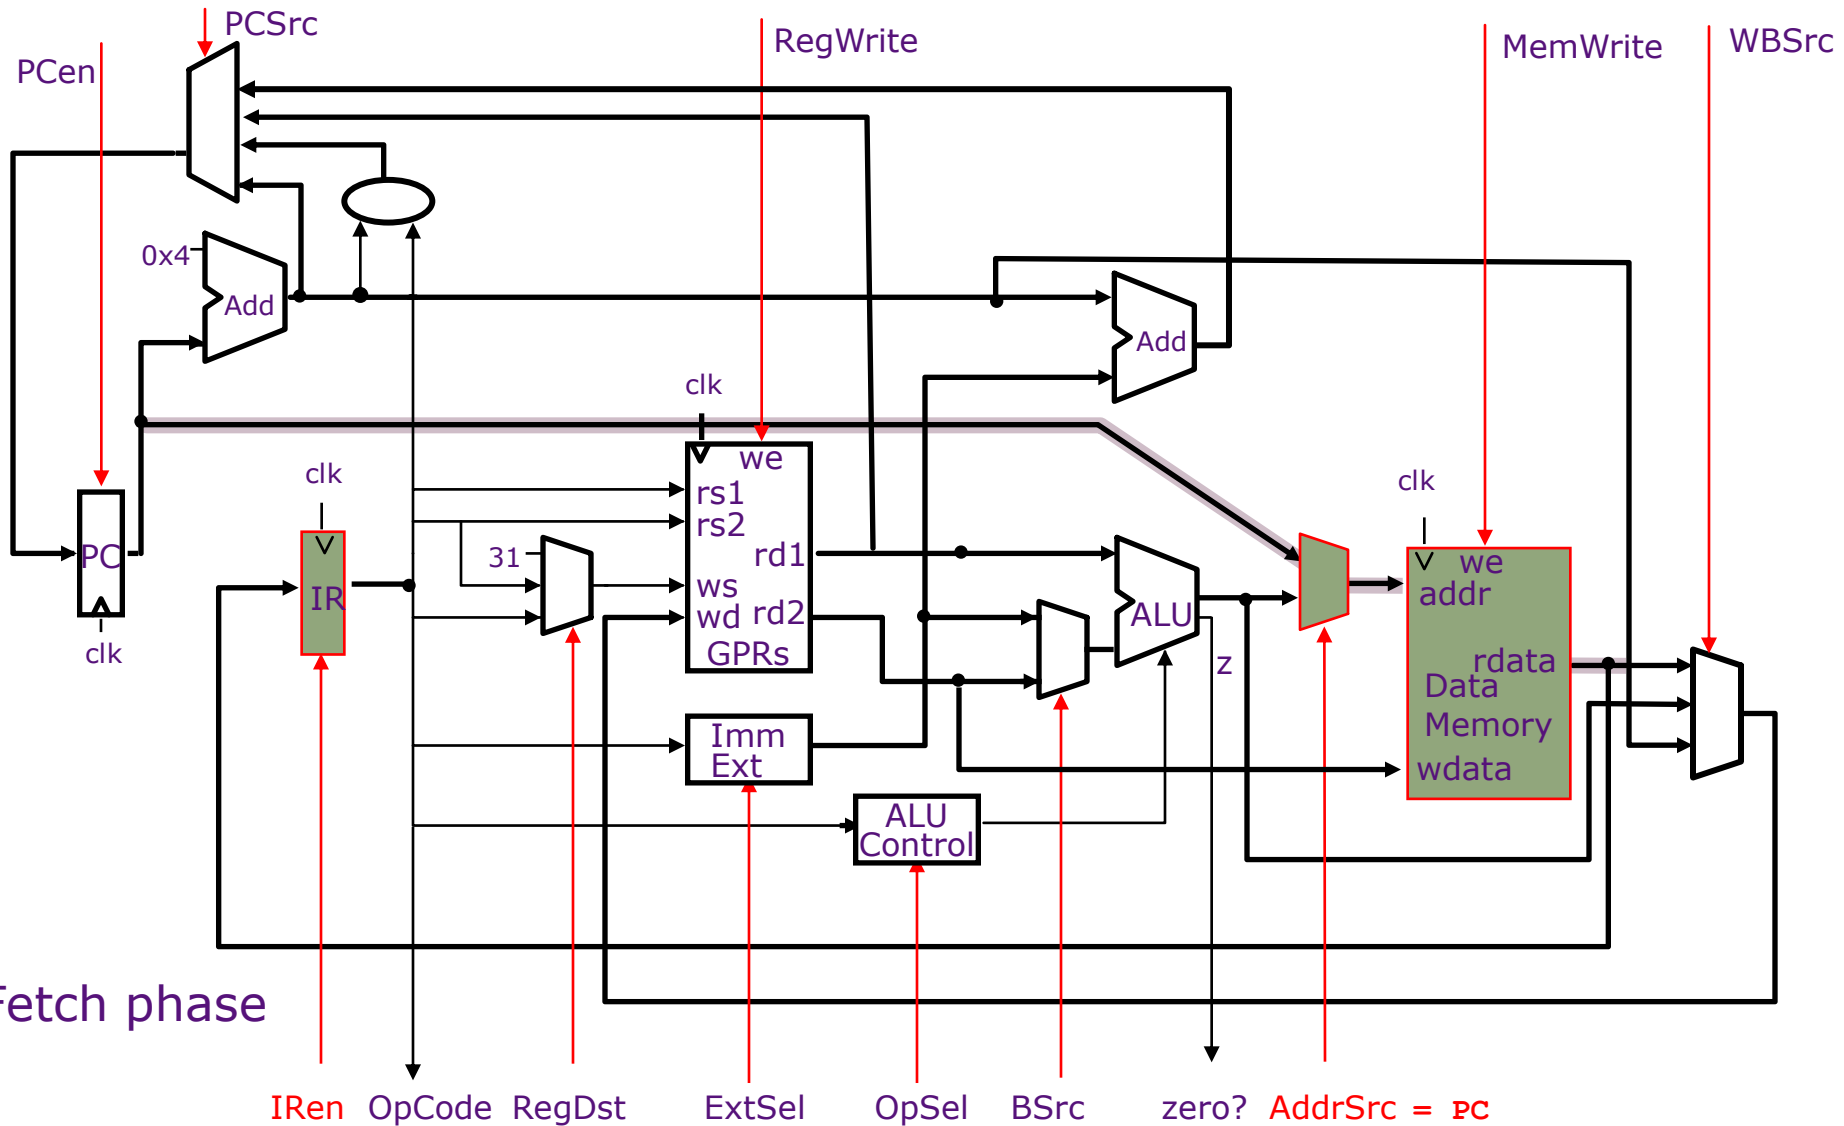 PCSrc
RegWrite
MemWrite
WBSrc
PCen
0x4
Add
Add
clk
clk
clk
we
rs1
rs2
rd1
ws
wd rd2
GPRs
31
PC
clk
IR
ALU
z
we
addr
rdata
Data
Memory
wdata
Imm
Ext
ALU
Control
Fetch phase
IRen OpCode RegDst ExtSel OpSel BSrc zero? AddrSrc = PC